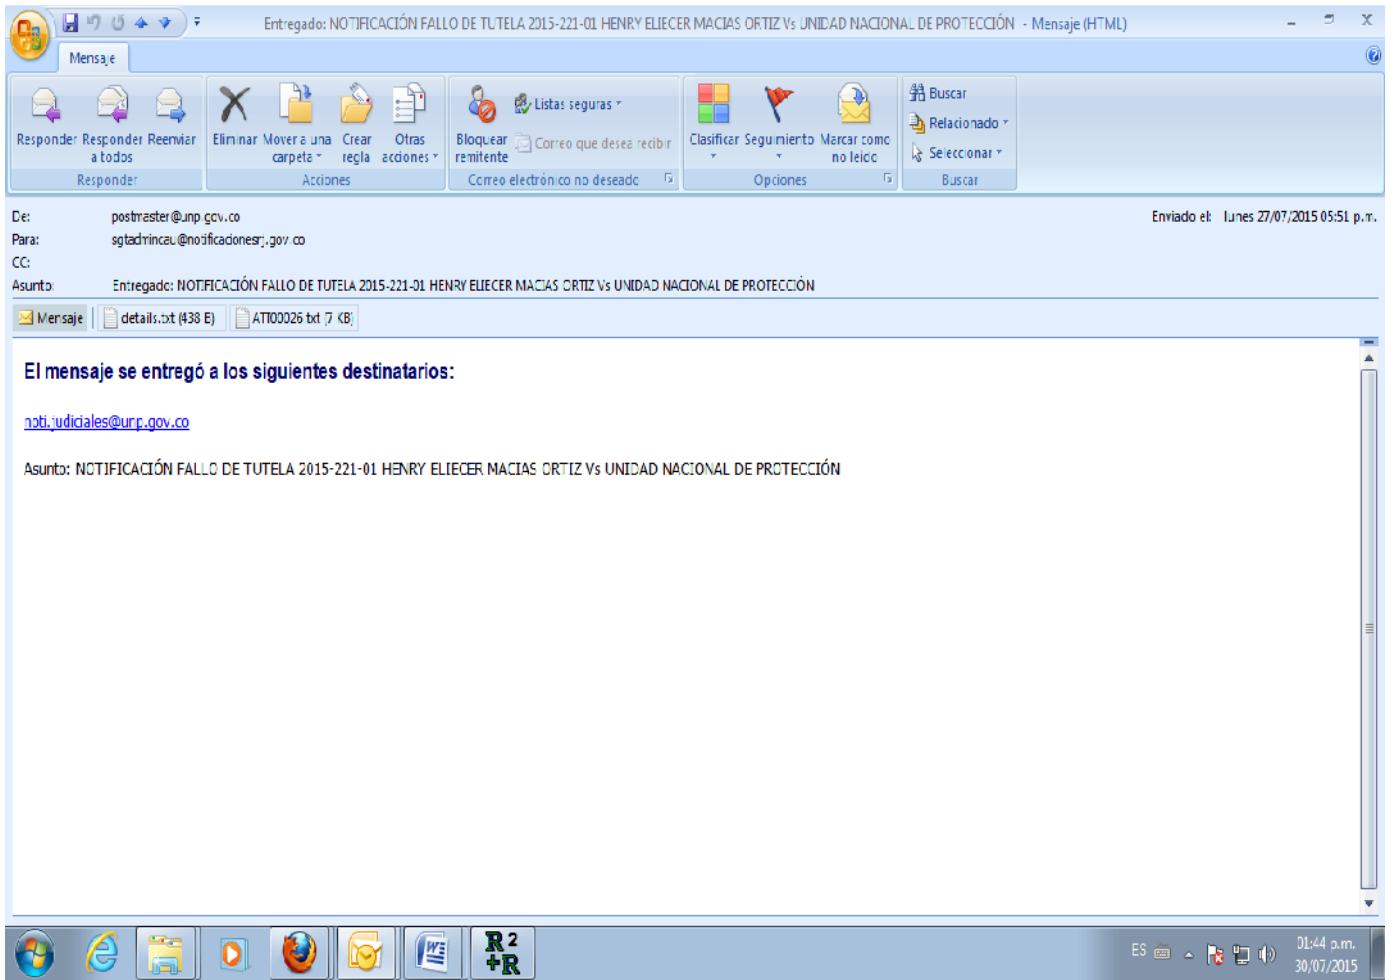 Entregado: NOTIFICACIÓN FALLO DE TUTELA 2015-221-01 HENRY ELIECER MACIAS ORTIZ Vs UNIDAD NACIONAL DE PROTECCIÓN - Mensaje (HTML)
Mensaje
Responder Responder a todos Reenviar
Eliminar Mover a una carpeta Crear regla Otras acciones
Bloquear remitente Listas seguras Correo que desea recibir
Clasificar Seguimiento Marcar como no leído
Buscar
Relacionado
Seleccionar
Responder Acciones Correo electrónico no deseado Opciones Buscar
De: postmaster@unp.gov.co Enviado el: lunes 27/07/2015 05:51 p.m.
Para: sgtadmincau@notificacionesrj.gov.co
CC:
Asunto: Entregado: NOTIFICACIÓN FALLO DE TUTELA 2015-221-01 HENRY ELIECER MACIAS ORTIZ Vs UNIDAD NACIONAL DE PROTECCIÓN
Mensaje details.txt (438 B) ATT00026.txt (7 KB)
El mensaje se entregó a los siguientes destinatarios:
noti.judiciales@unp.gov.co
Asunto: NOTIFICACIÓN FALLO DE TUTELA 2015-221-01 HENRY ELIECER MACIAS ORTIZ Vs UNIDAD NACIONAL DE PROTECCIÓN
R 2
+R
ES 01:44 p.m.
30/07/2015